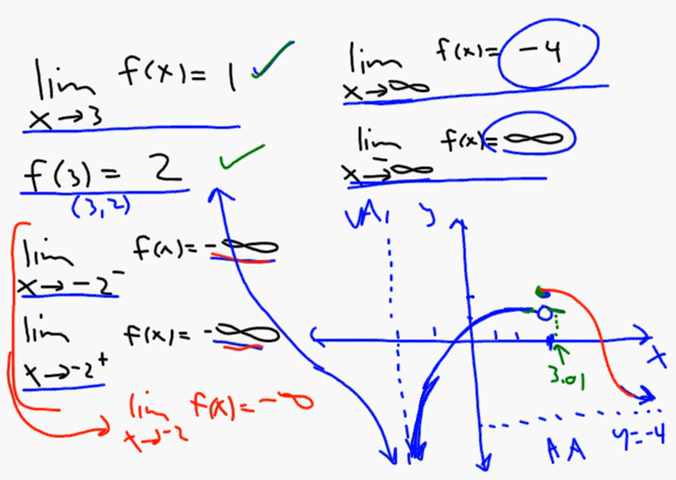 lim f(x) = 1
x→3
f(3) = 2
(3,2)
lim f(x) = -∞
x→-2⁻
lim f(x) = -∞
x→-2⁺
lim f(x) = -∞
x→-2
lim f(x) = -4
x→∞
lim f(x) = ∞
x→-∞
VA,
y
x
3.01
y=-4
AA